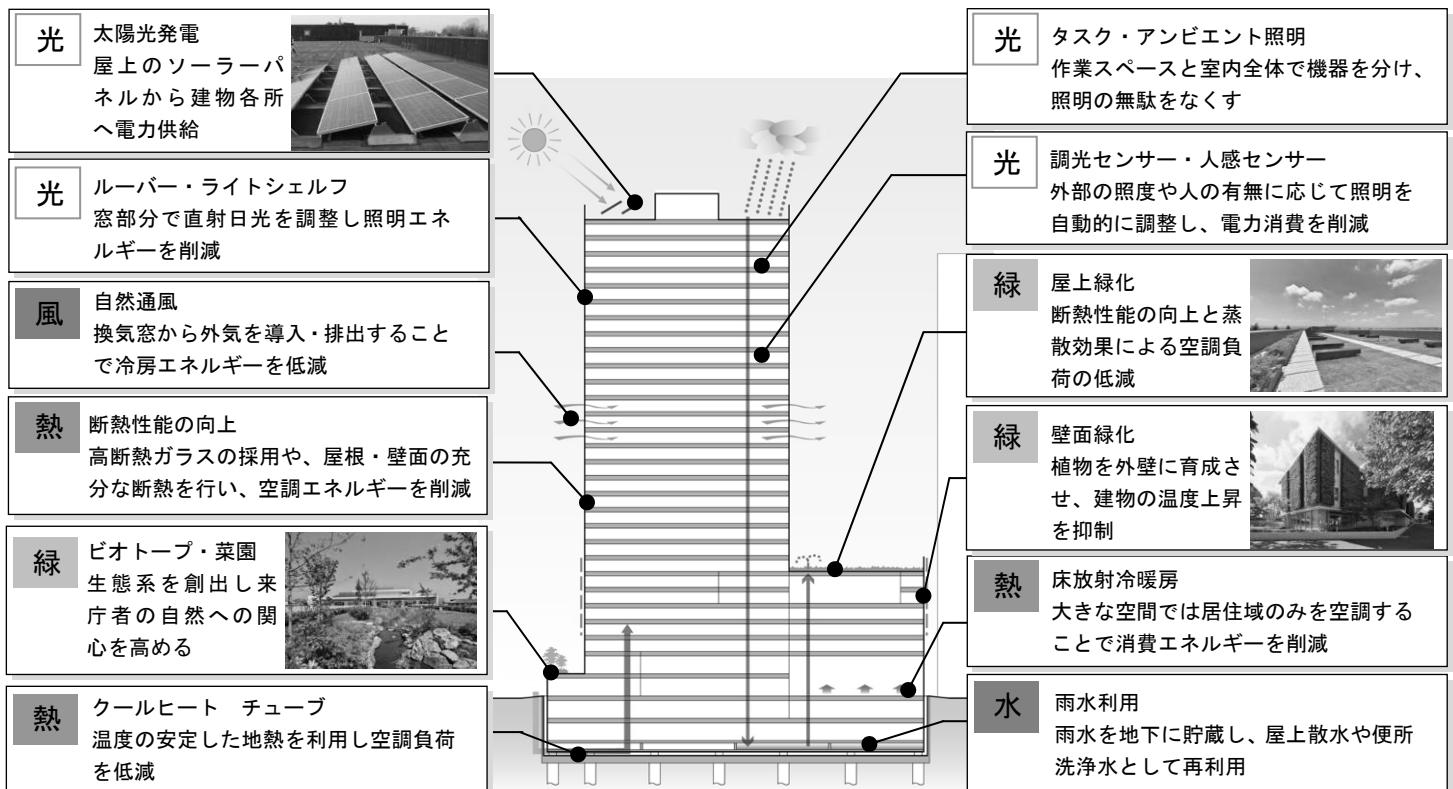 光
太陽光発電
屋上のソーラーパ
ネルから建物各所
へ電力供給
光
ルーバー・ライトシェルフ
窓部分で直射日光を調整し照明エネ
ルギーを削減
風
自然通風
換気窓から外気を導入・排出すること
で冷房エネルギーを低減
熱
断熱性能の向上
高断熱ガラスの採用や、屋根・壁面の充
分な断熱を行い、空調エネルギーを削減
緑
ビオトープ・菜園
生態系を創出し来
庁者の自然への関
心を高める
熱
クールヒート　チューブ
温度の安定した地熱を利用し空調負荷
を低減
光
タスク・アンビエント照明
作業スペースと室内全体で機器を分け、
照明の無駄をなくす
光
調光センサー・人感センサー
外部の照度や人の有無に応じて照明を
自動的に調整し、電力消費を削減
緑
屋上緑化
断熱性能の向上と蒸
散効果による空調負
荷の低減
緑
壁面緑化
植物を外壁に育成さ
せ、建物の温度上昇
を抑制
熱
床放射冷暖房
大きな空間では居住域のみを空調する
ことで消費エネルギーを削減
水
雨水利用
雨水を地下に貯蔵し、屋上散水や便所
洗浄水として再利用